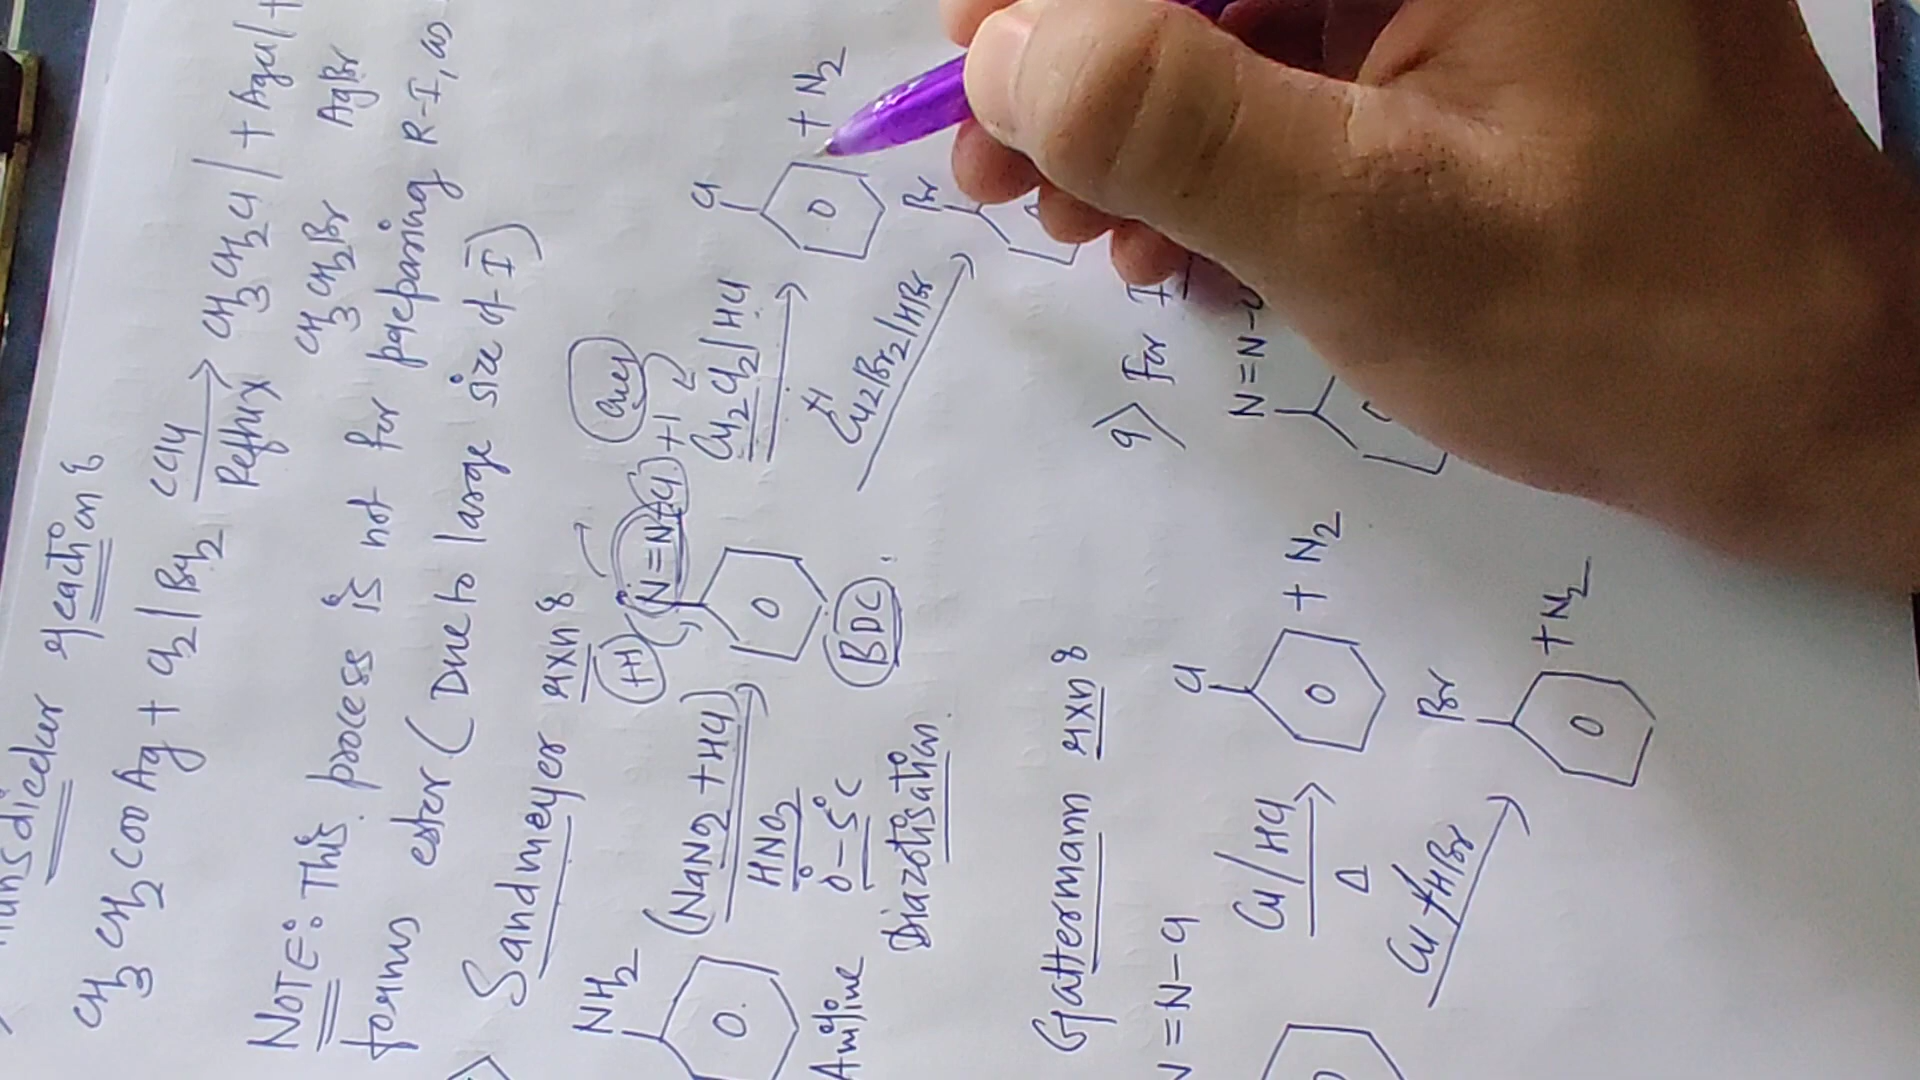 Hunsdiecker reaction :
CH3CH2COOAg + Cl2/Br2 CCl4 Reflux → CH3CH2Cl / + AgCl / +
CH3CH2Br AgBr
NOTE: This process is not for preparing R-I, as
forms ester (Due to large size of I)
Sandmeyer rxn :
NH2 (NaNO2 + HCl) HNO2 0-5°c Diazotisation
(+1) N=N-Cl +1
BDC
Cu2Cl2/HCl → Cl + N2
Cu2Br2/HBr → Br
Aniline
Gattermann rxn :
N=N-Cl Cu/HCl Δ → Cl + N2
Cu/HBr → Br + N2
9) For I
N=N-